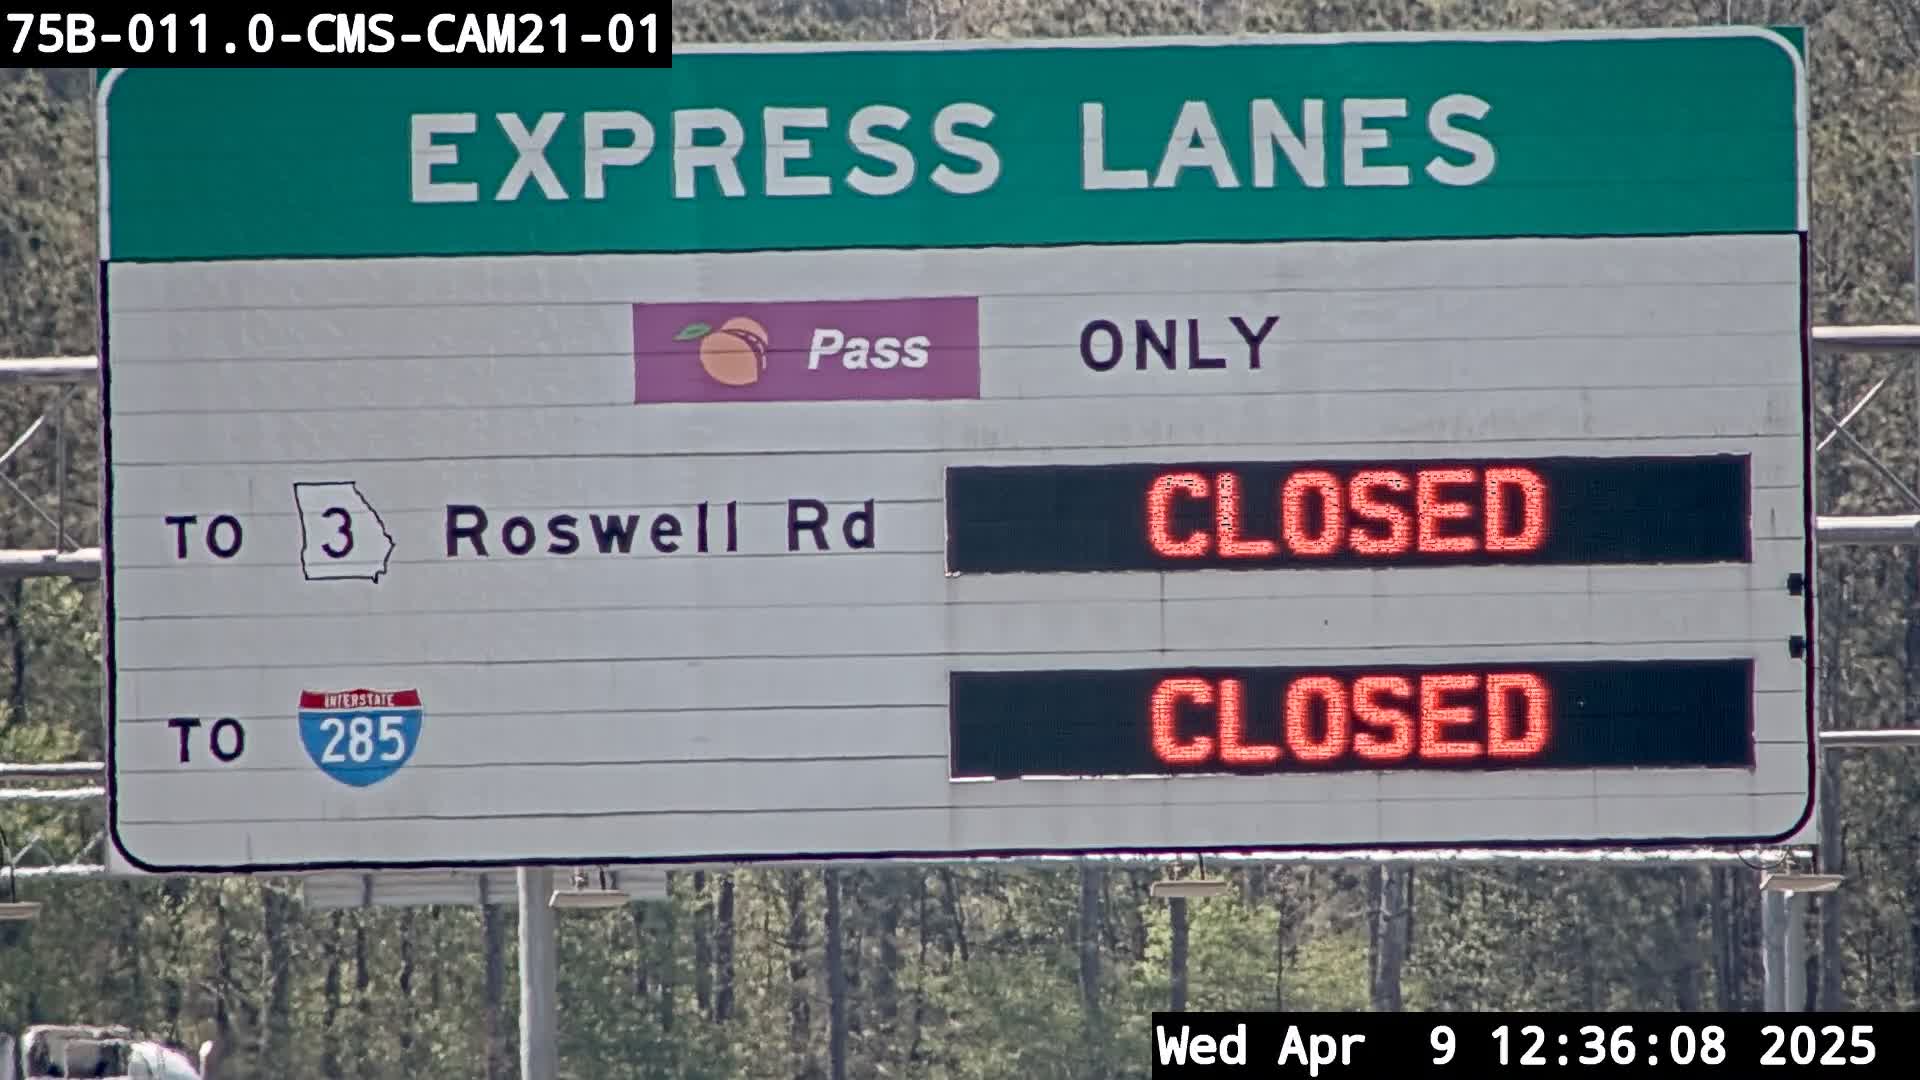 75B-011.0-CMS-CAM21-01
EXPRESS LANES
Pass ONLY
TO 3 Roswell Rd CLOSED
TO INTERSTATE 285 CLOSED
Wed Apr 9 12:36:08 2025